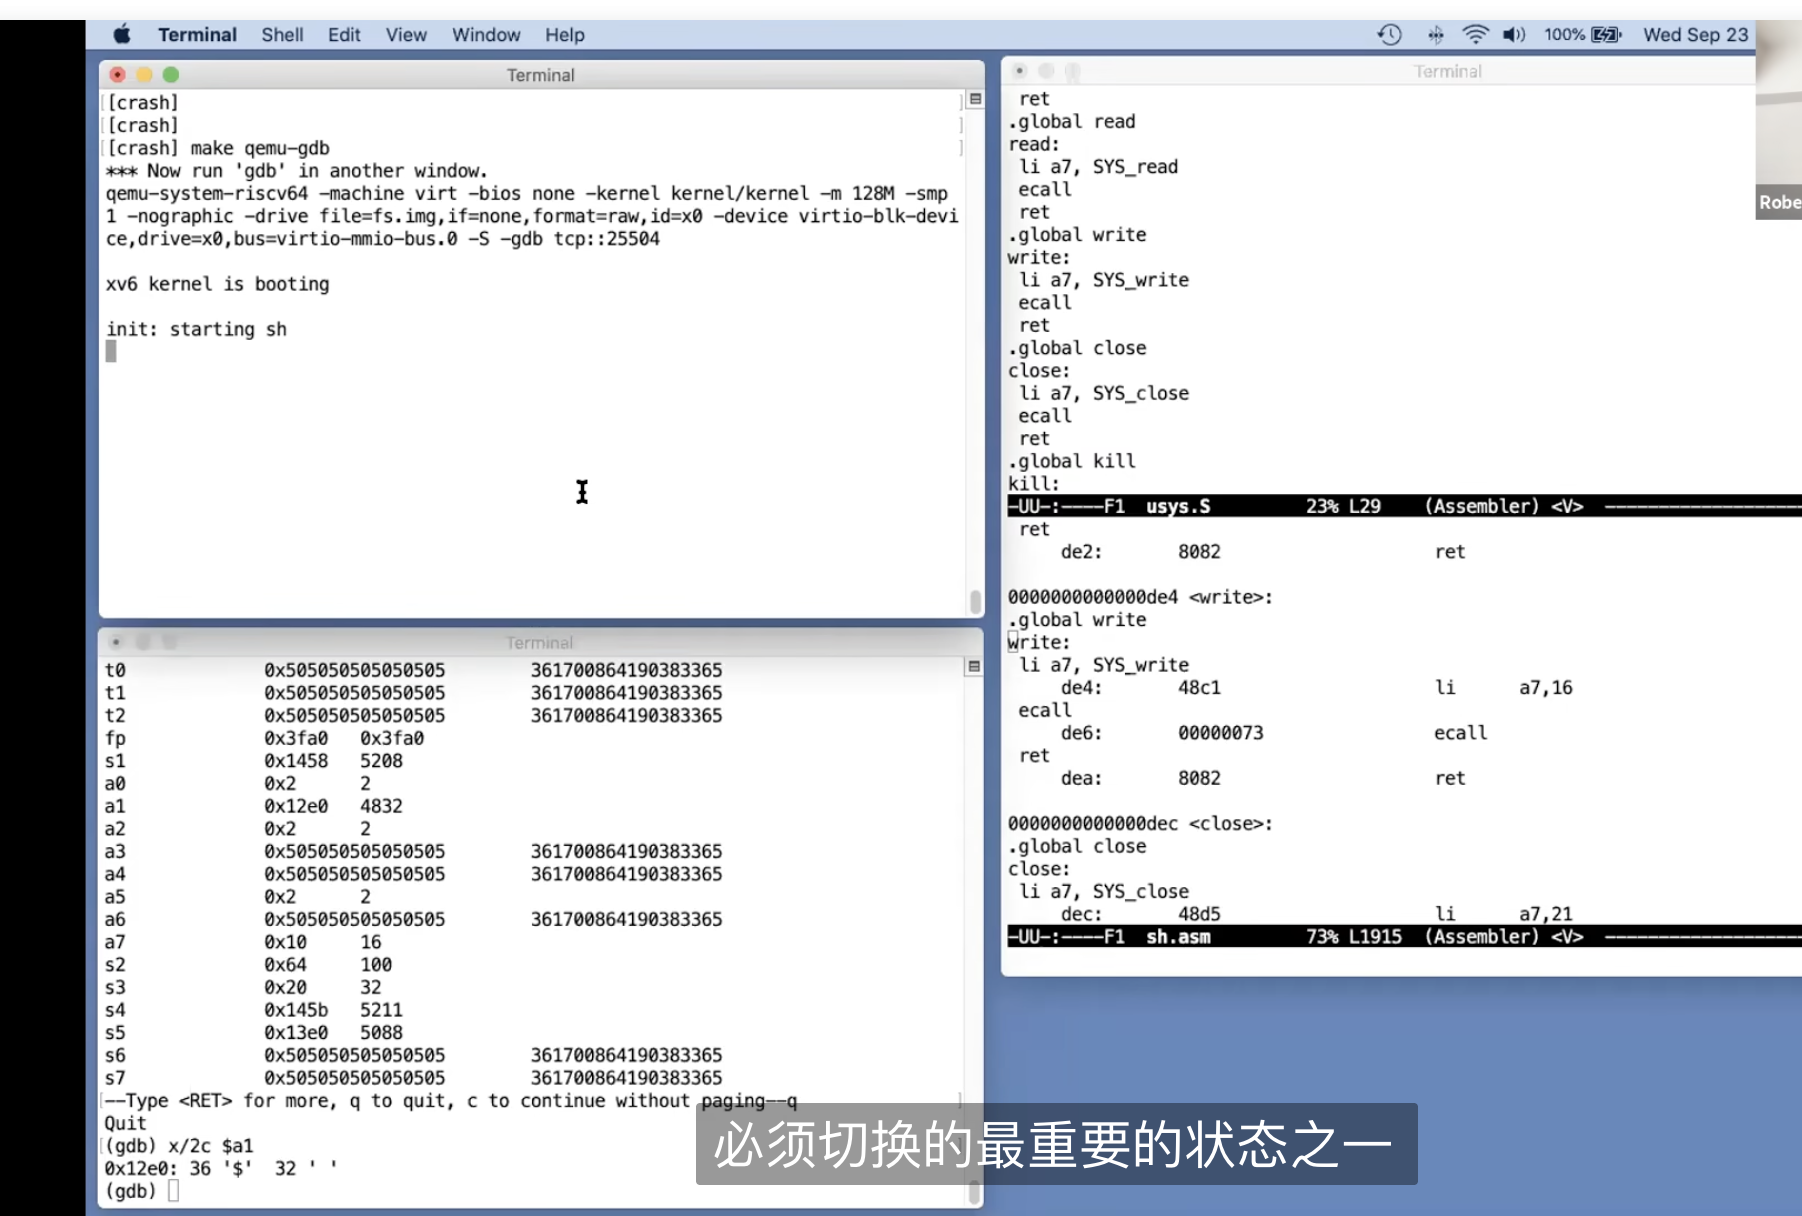 Terminal Shell Edit View Window Help 100% Wed Sep 23
Terminal
[crash]
[crash]
[crash] make qemu-gdb
*** Now run 'gdb' in another window.
qemu-system-riscv64 -machine virt -bios none -kernel kernel/kernel -m 128M -smp
1 -nographic -drive file=fs.img,if=none,format=raw,id=x0 -device virtio-blk-devi
ce,drive=x0,bus=virtio-mmio-bus.0 -S -gdb tcp::25504
xv6 kernel is booting
init: starting sh
Terminal
t0 0x505050505050505 361700864190383365
t1 0x505050505050505 361700864190383365
t2 0x505050505050505 361700864190383365
fp 0x3fa0 0x3fa0
s1 0x1458 5208
a0 0x2 2
a1 0x12e0 4832
a2 0x2 2
a3 0x505050505050505 361700864190383365
a4 0x505050505050505 361700864190383365
a5 0x2 2
a6 0x505050505050505 361700864190383365
a7 0x10 16
s2 0x64 100
s3 0x20 32
s4 0x145b 5211
s5 0x13e0 5088
s6 0x505050505050505 361700864190383365
s7 0x505050505050505 361700864190383365
--Type <RET> for more, q to quit, c to continue without paging--q
Quit
(gdb) x/2c $a1
0x12e0: 36 '$' 32 ' '
(gdb)
Terminal
ret
.global read
read:
li a7, SYS_read
ecall
ret
.global write
write:
li a7, SYS_write
ecall
ret
.global close
close:
li a7, SYS_close
ecall
ret
.global kill
kill:
-UU-:----F1 usys.S 23% L29 (Assembler) <V> --------------------
ret
de2: 8082 ret
0000000000000de4 <write>:
.global write
write:
li a7, SYS_write
de4: 48c1 li a7,16
ecall
de6: 00000073 ecall
ret
dea: 8082 ret
0000000000000dec <close>:
.global close
close:
li a7, SYS_close
dec: 48d5 li a7,21
-UU-:----F1 sh.asm 73% L1915 (Assembler) <V> --------------------
Robe
必须切换的最重要的状态之一